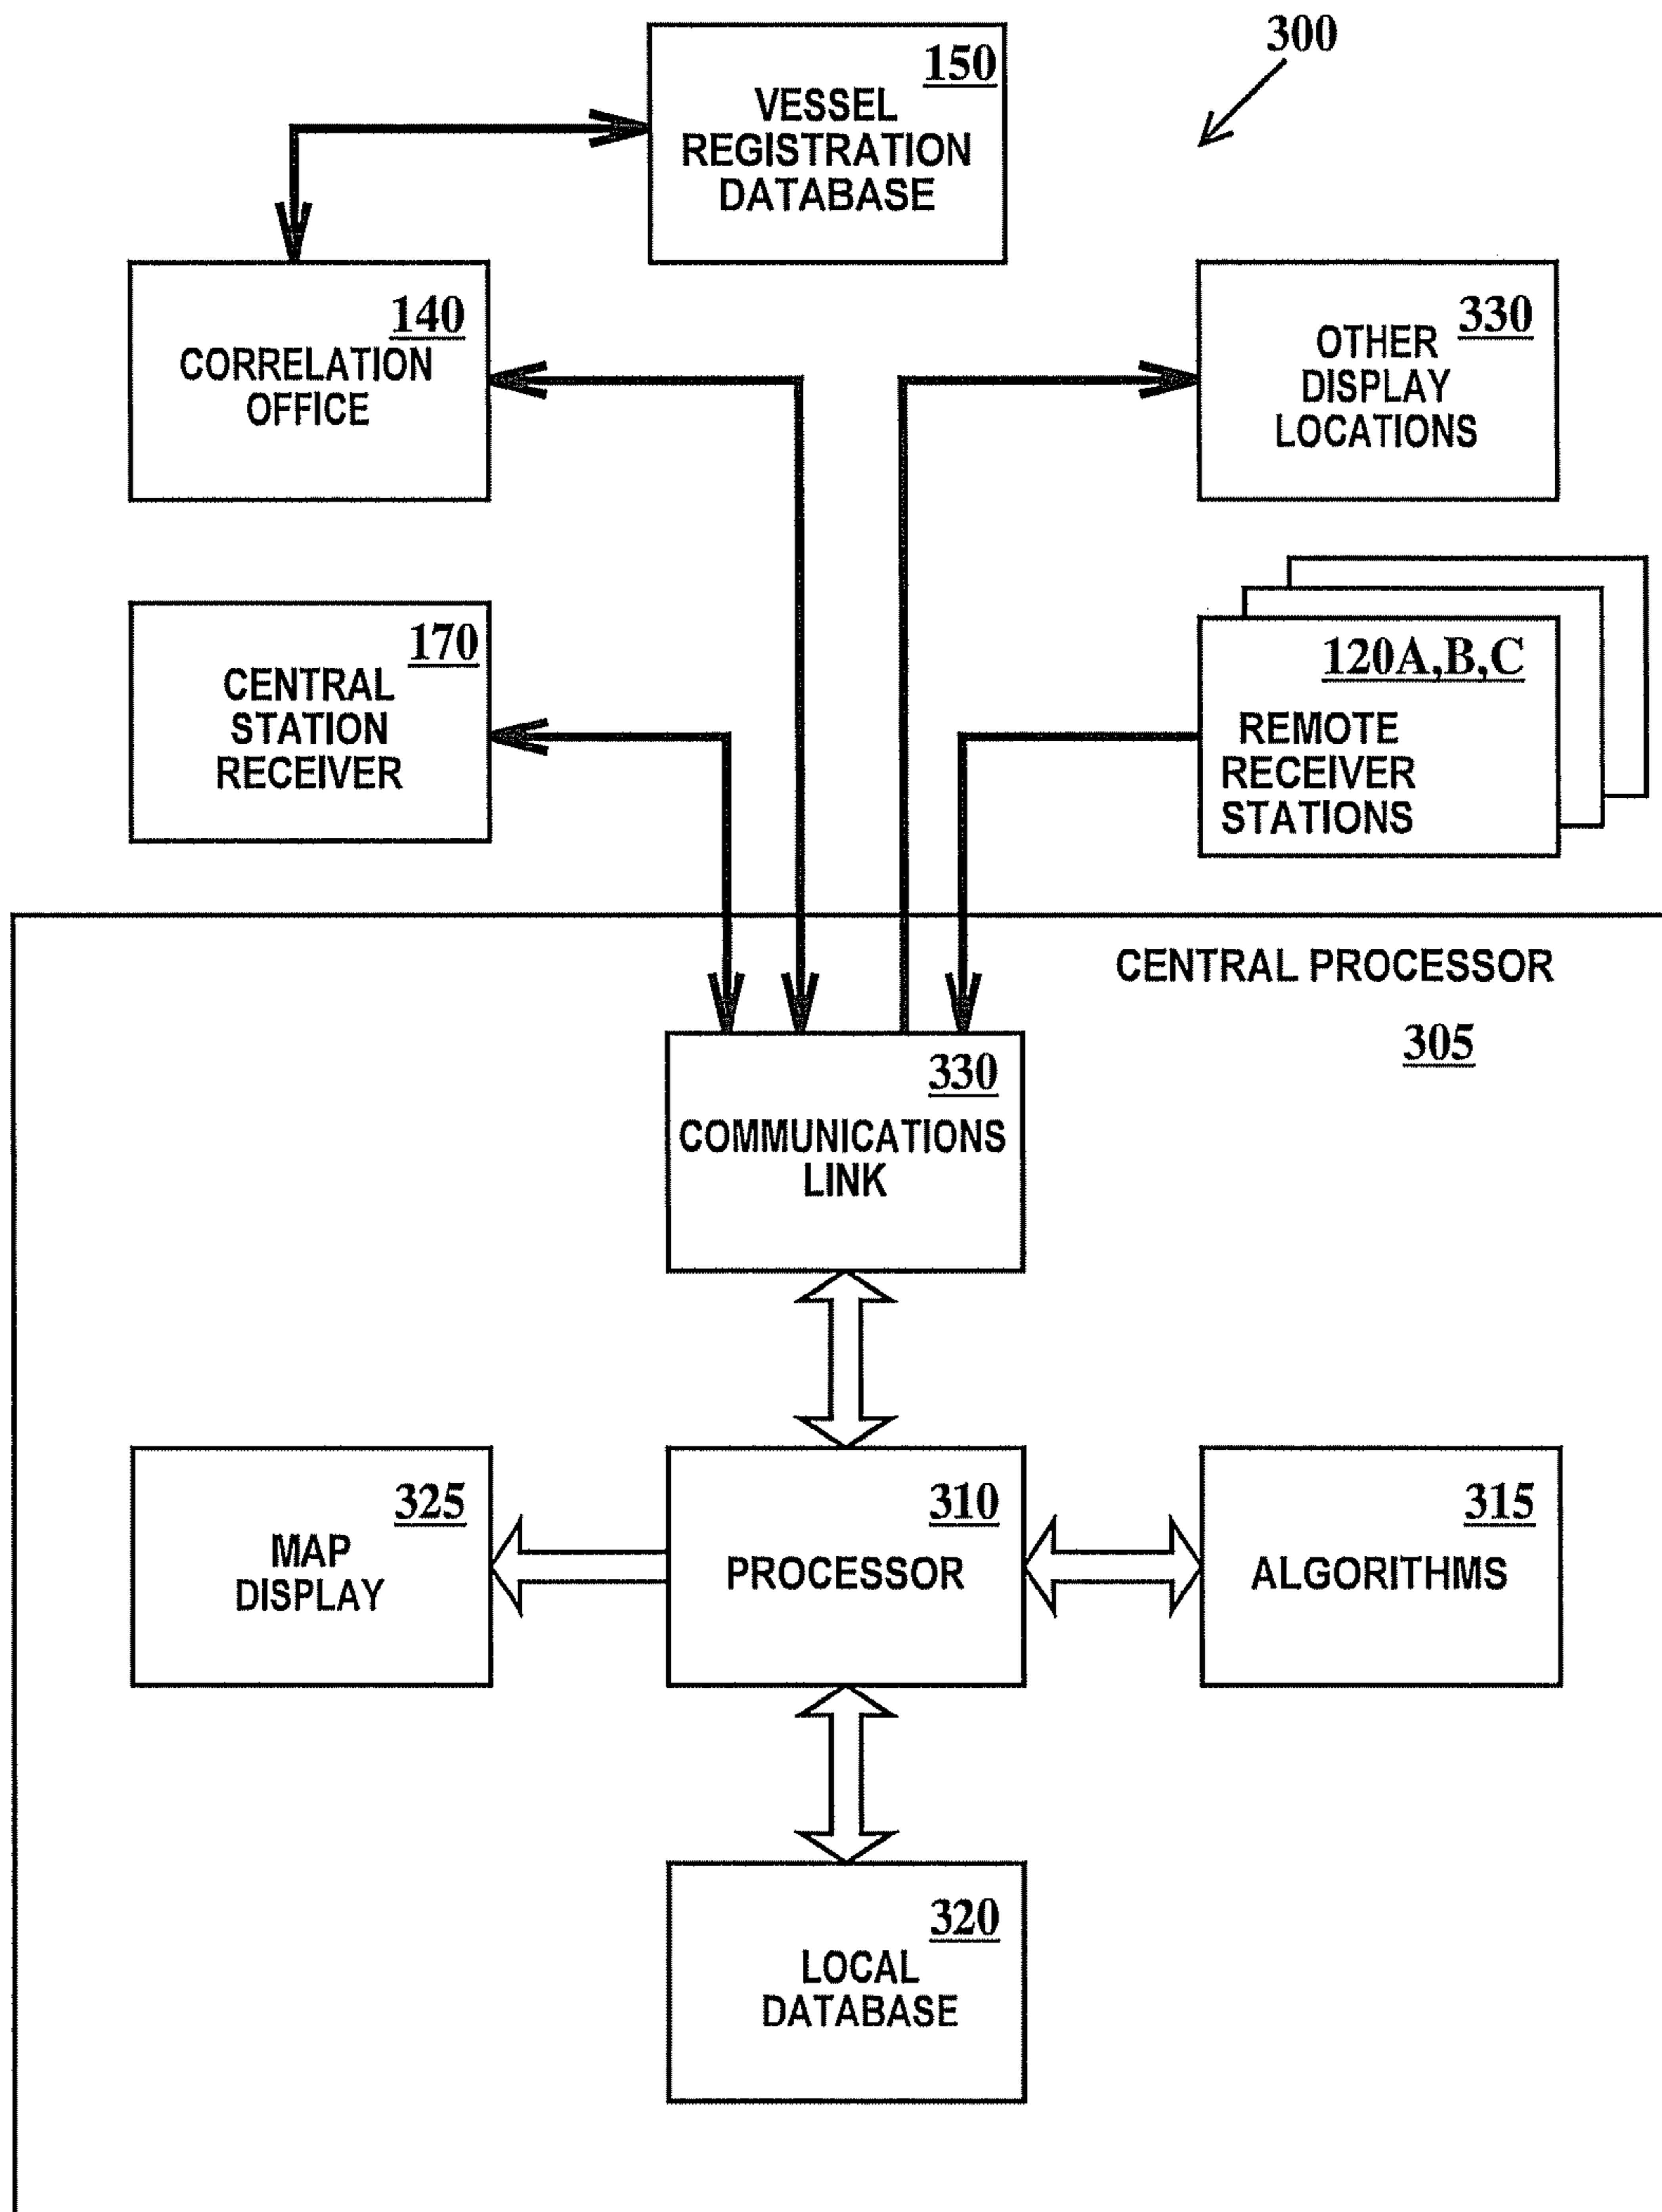 300
150
VESSEL
REGISTRATION
DATABASE
140
CORRELATION
OFFICE
330
OTHER
DISPLAY
LOCATIONS
170
CENTRAL
STATION
RECEIVER
120A,B,C
REMOTE
RECEIVER
STATIONS
CENTRAL PROCESSOR
305
330
COMMUNICATIONS
LINK
325
MAP
DISPLAY
310
PROCESSOR
315
ALGORITHMS
320
LOCAL
DATABASE